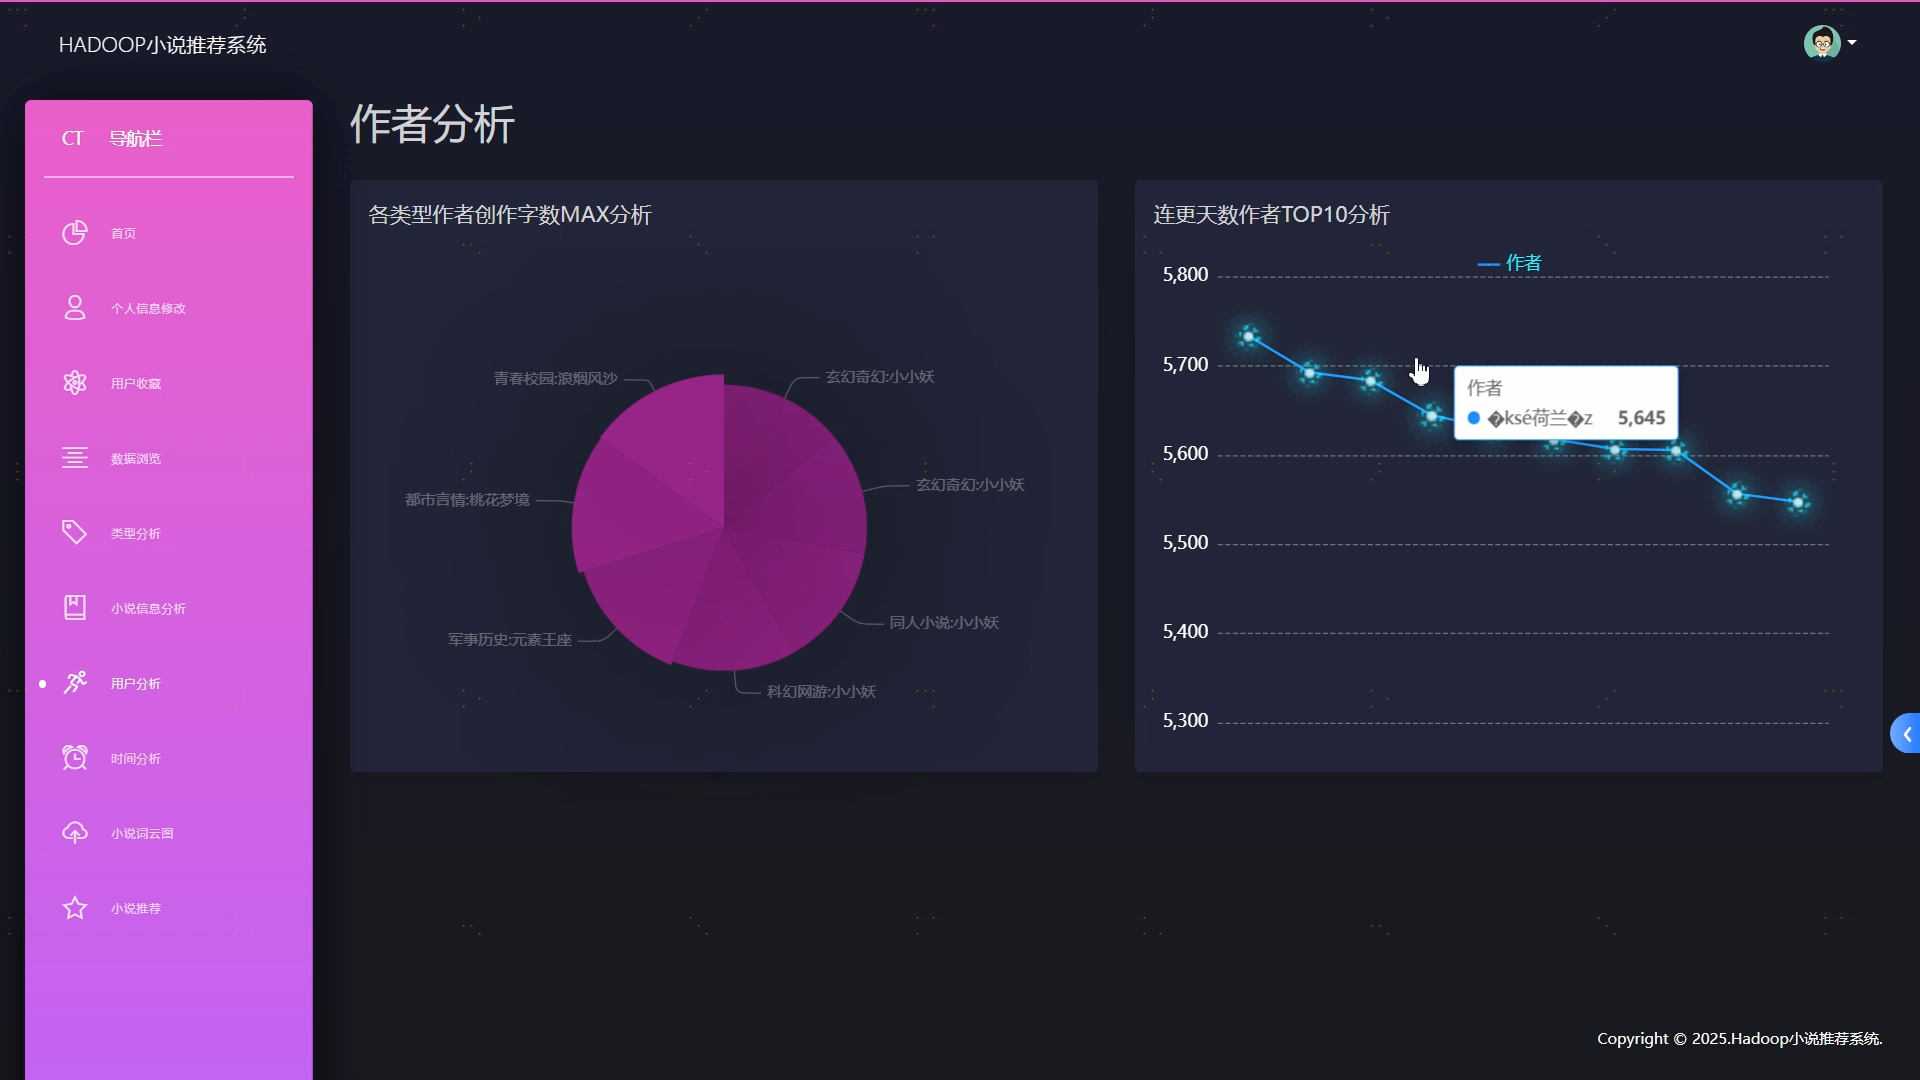 HADOOP小说推荐系统
CT 导航栏
首页
个人信息修改
用户收藏
数据浏览
类型分析
小说信息分析
用户分析
时间分析
小说词云图
小说推荐
作者分析
各类型作者创作字数MAX分析
青春校园:浪烟风沙
玄幻奇幻:小小妖
玄幻奇幻:小小妖
都市言情:桃花梦境
同人小说:小小妖
军事历史:元素王座
科幻网游:小小妖
连更天数作者TOP10分析
作者
5,800
5,700
5,600
5,500
5,400
5,300
作者
�ksé荷兰�z 5,645
Copyright © 2025.Hadoop小说推荐系统.